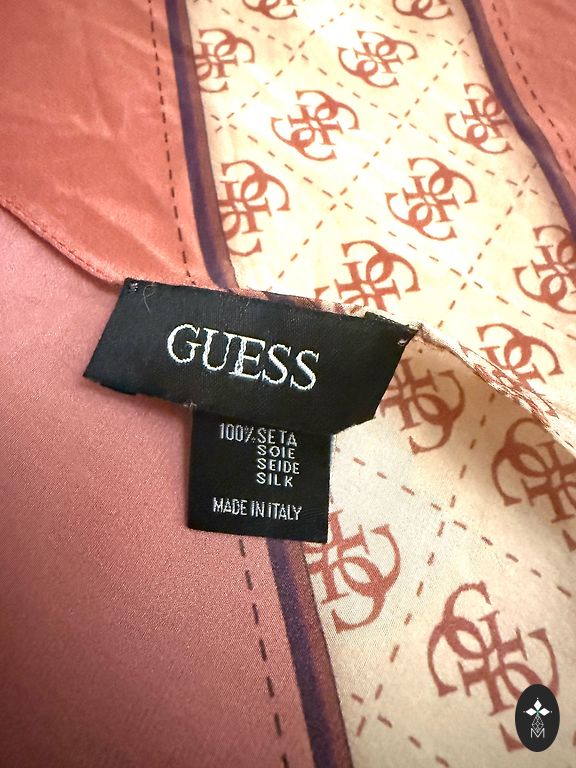 GUESS
100% SETA
SOIE
SEIDE
SILK
MADE IN ITALY
M